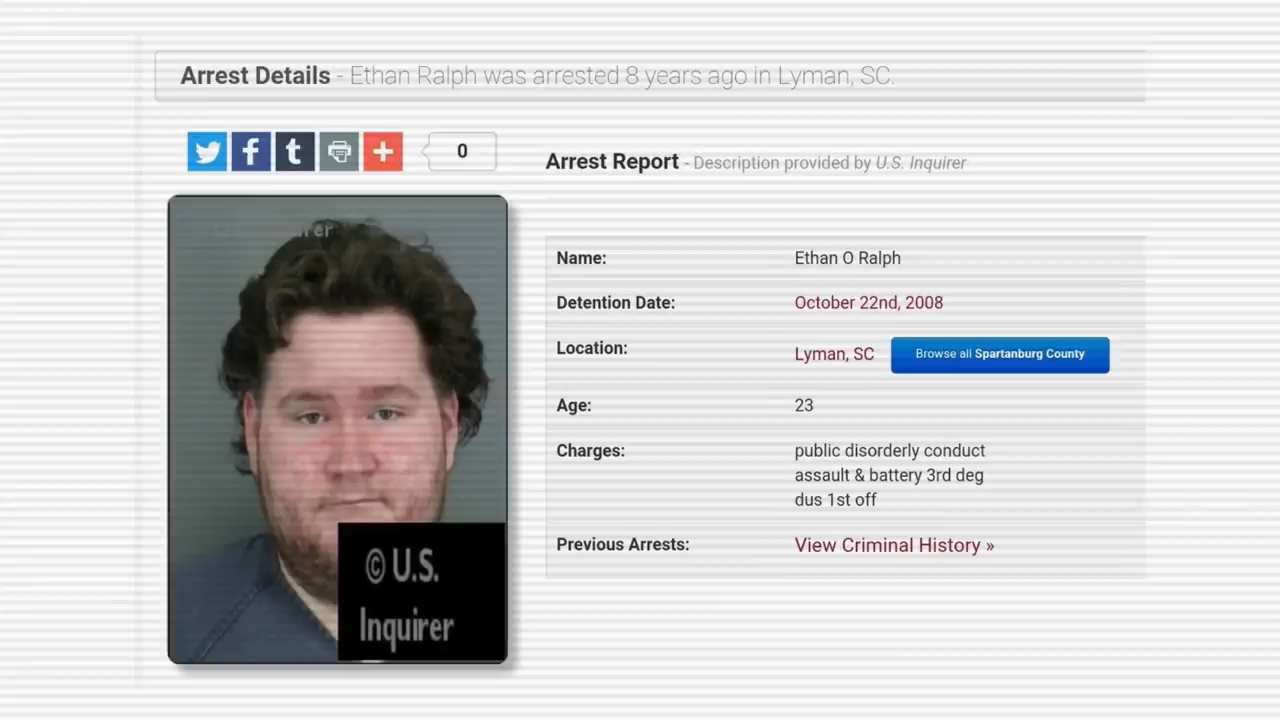 Arrest Details - Ethan Ralph was arrested 8 years ago in Lyman, SC.
0
Arrest Report - Description provided by U.S. Inquirer
Name: Ethan O Ralph
Detention Date: October 22nd, 2008
Location: Lyman, SC Browse all Spartanburg County
Age: 23
Charges: public disorderly conduct
assault & battery 3rd deg
dus 1st off
Previous Arrests: View Criminal History »
© U.S.
Inquirer